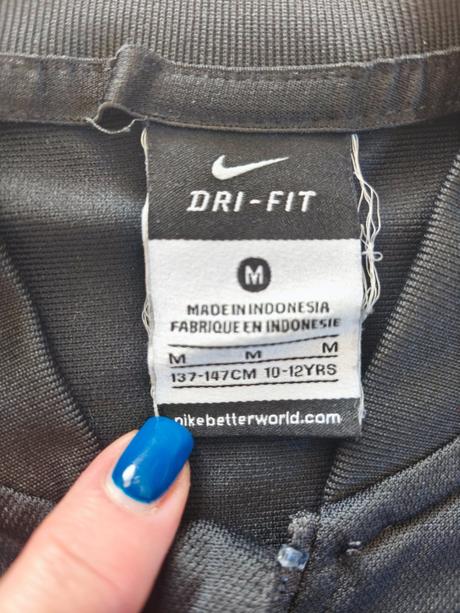 DRI-FIT
M
MADE IN INDONESIA
FABRIQUE EN INDONESIE
M M M
137-147CM 10-12YRS
nikebetterworld.com